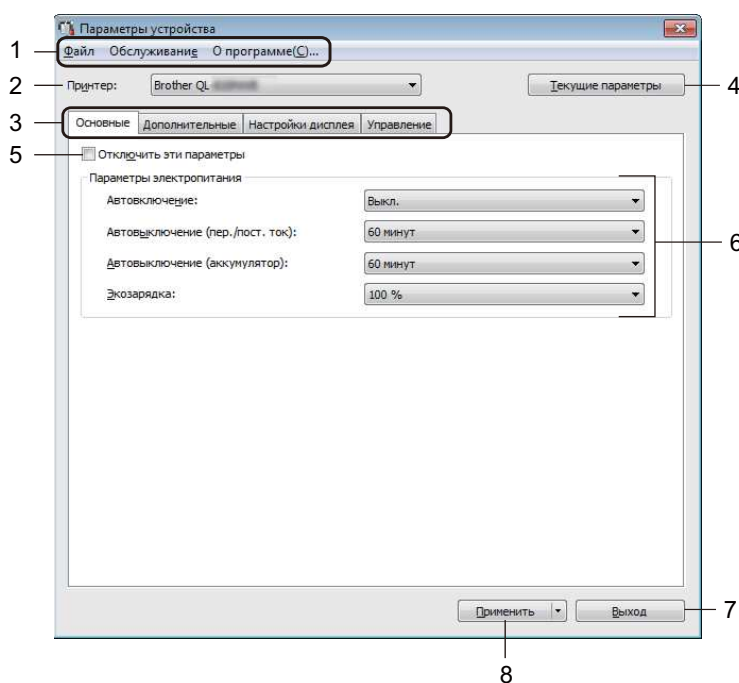 Параметры устройства
1 Файл Обслуживание О программе(C)...
2 Принтер: Brother QL Текущие параметры 4
3 Основные Дополнительные Настройки дисплея Управление
5 Отключить эти параметры
Параметры электропитания
Автовключение: Выкл.
Автовыключение (пер./пост. ток): 60 минут
6
Автовыключение (аккумулятор): 60 минут
Экозарядка: 100 %
Применить Выход 7
8